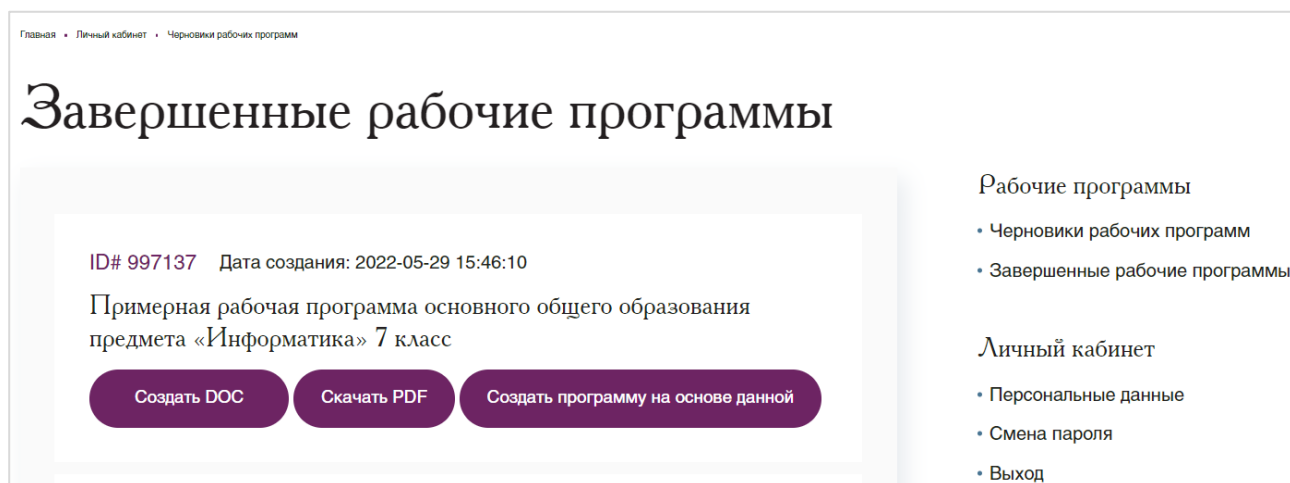 Главная • Личный кабинет • Черновики рабочих программ
Завершенные рабочие программы
ID# 997137 Дата создания: 2022-05-29 15:46:10
Примерная рабочая программа основного общего образования
предмета «Информатика» 7 класс
Создать DOC Скачать PDF Создать программу на основе данной
Рабочие программы
• Черновики рабочих программ
• Завершенные рабочие программы
Личный кабинет
• Персональные данные
• Смена пароля
• Выход